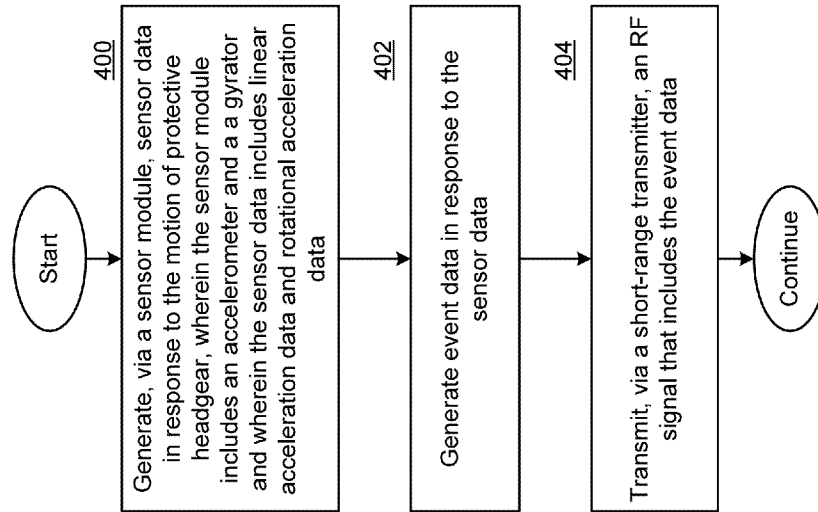 Start
400
Generate, via a sensor module, sensor data
in response to the motion of protective
headgear, wherein the sensor module
includes an accelerometer and a a gyrator
and wherein the sensor data includes linear
acceleration data and rotational acceleration
data
402
Generate event data in response to the
sensor data
404
Transmit, via a short-range transmitter, an RF
signal that includes the event data
Continue